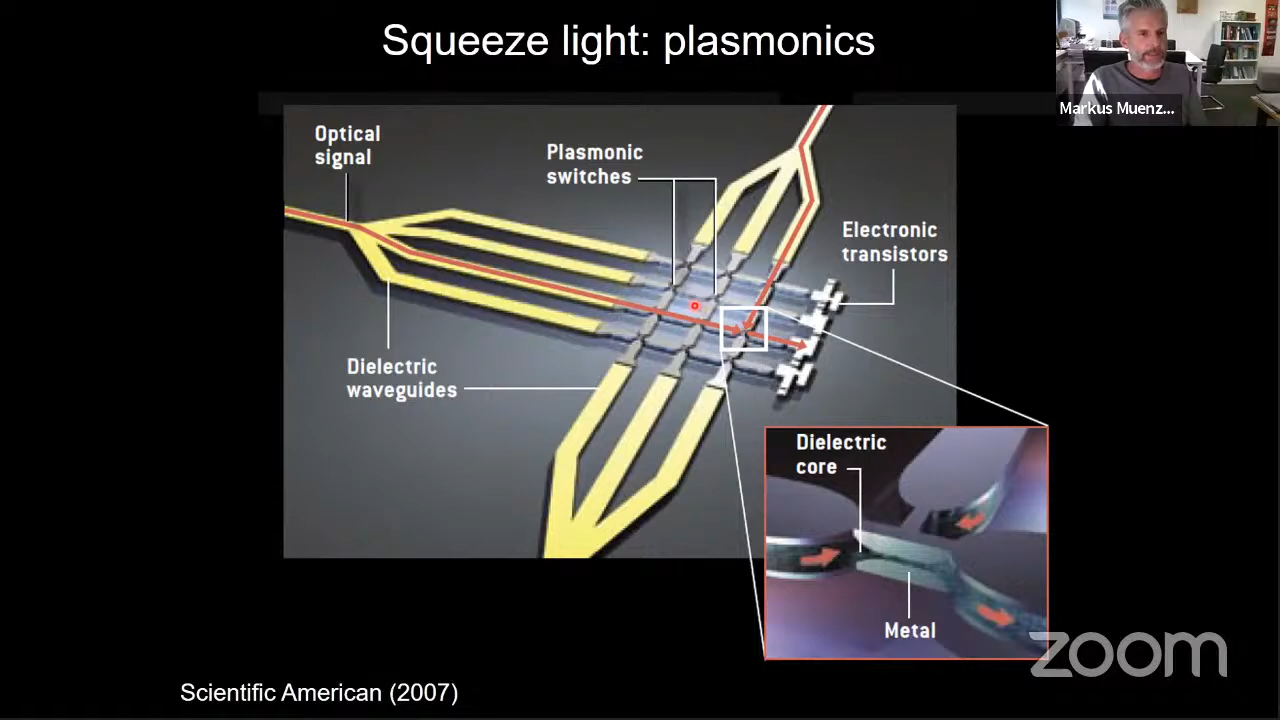 Squeeze light: plasmonics
Markus Muenz...
Optical
signal
Plasmonic
switches
Electronic
transistors
Dielectric
waveguides
Dielectric
core
Metal
zoom
Scientific American (2007)